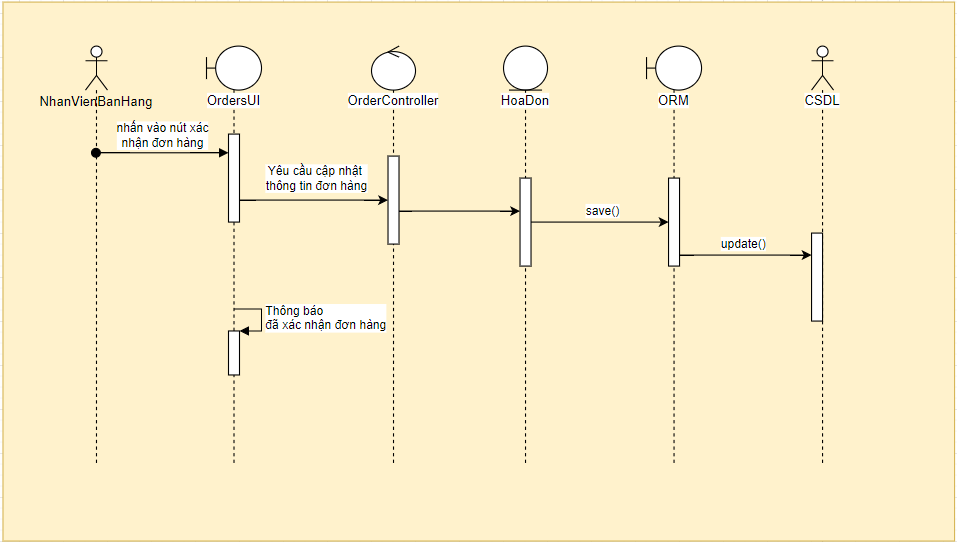 NhanVienBanHang
OrdersUI
OrderController
HoaDon
ORM
CSDL
nhấn vào nút xác
nhận đơn hàng
Yêu cầu cập nhật
thông tin đơn hàng
save()
update()
Thông báo
đã xác nhận đơn hàng